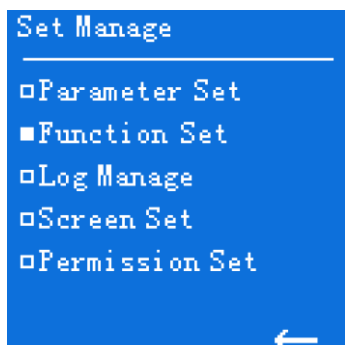 Set Manage
Parameter Set
Function Set
Log Manage
Screen Set
Permission Set